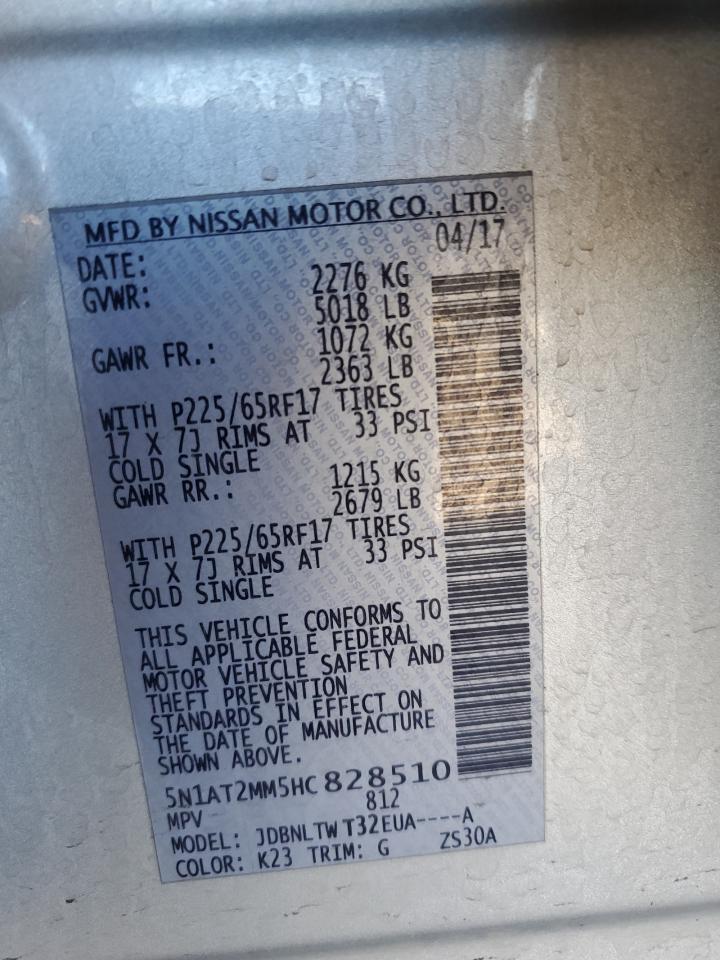 MFD BY NISSAN MOTOR CO., LTD.
DATE: 04/17
GVWR: 2276 KG
5018 LB
GAWR FR.: 1072 KG
2363 LB
WITH P225/65RF17 TIRES
17 X 7J RIMS AT 33 PSI
COLD SINGLE
GAWR RR.: 1215 KG
2679 LB
WITH P225/65RF17 TIRES
17 X 7J RIMS AT 33 PSI
COLD SINGLE
THIS VEHICLE CONFORMS TO
ALL APPLICABLE FEDERAL
MOTOR VEHICLE SAFETY AND
THEFT PREVENTION
STANDARDS IN EFFECT ON
THE DATE OF MANUFACTURE
SHOWN ABOVE.
5N1AT2MM5HC828510
MPV 812
MODEL: JDBNLTWT32EUA----A
COLOR: K23 TRIM: G ZS30A